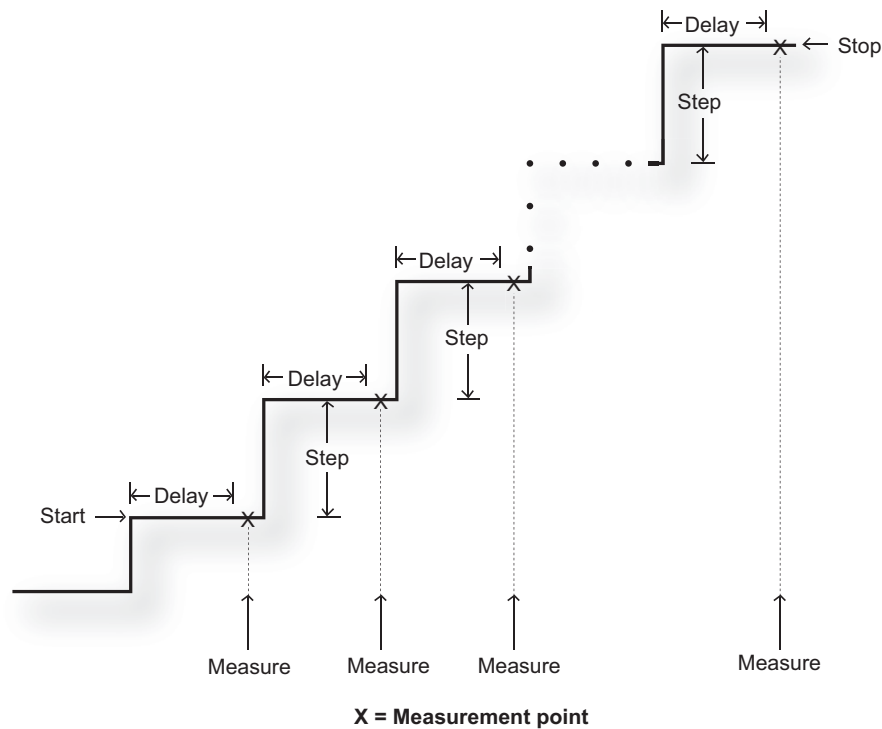 Delay
Stop
Step
Delay
Step
Delay
Step
Delay
Start
Measure Measure Measure Measure
X = Measurement point